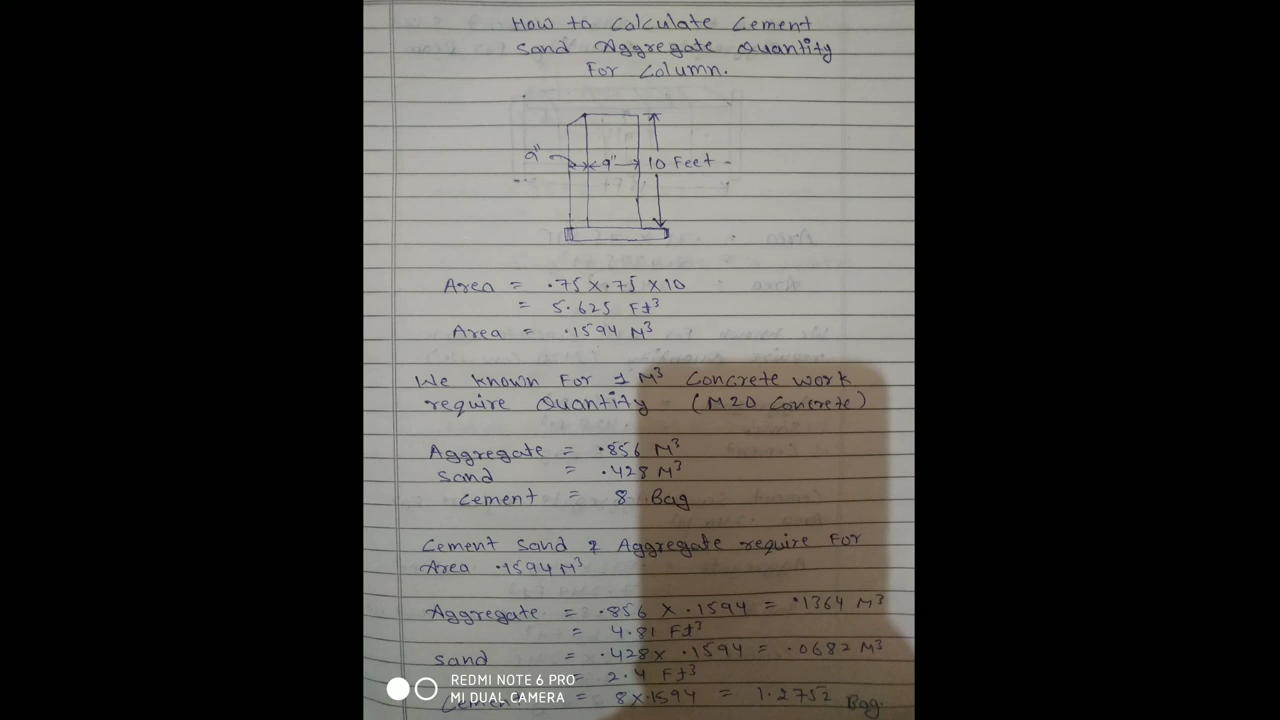 How to Calculate Cement
Sand Aggregate Quantity
For Column.
9" 9" 10 Feet
Area = .75 x .75 x 10
= 5.625 Ft³
Area = .1594 M³
We known For 1 M³ Concrete work
require Quantity (M20 Concrete)
Aggregate = .856 M³
Sand = .428 M³
Cement = 8 Bag
Cement Sand & Aggregate require For
Area .1594 M³
Aggregate = .856 x .1594 = .1364 M³
= 4.81 Ft³
Sand = .428 x .1594 = .0682 M³
= 2.4 Ft³
Cement = 8 x .1594 = 1.2752 Bag.
REDMI NOTE 6 PRO
MI DUAL CAMERA